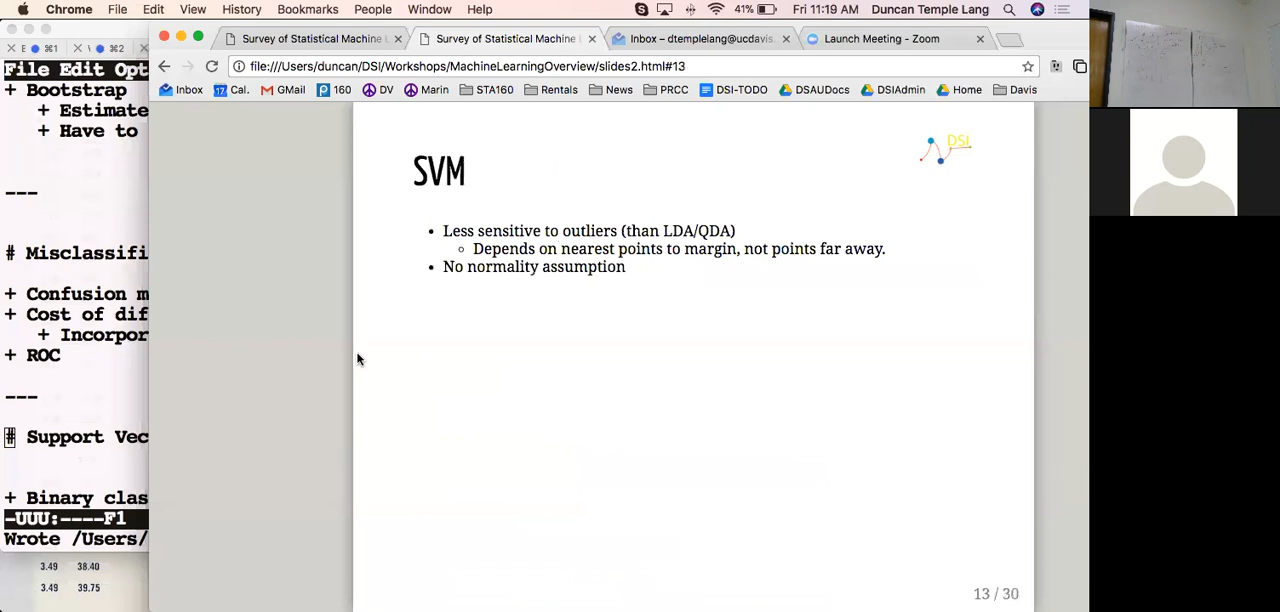 Chrome File Edit View History Bookmarks People Window Help 41% Fri 11:19 AM Duncan Temple Lang
E ⌘1 ⌘2
Survey of Statistical Machine L
Survey of Statistical Machine
Inbox – dtemplelang@ucdavis.
Launch Meeting - Zoom
file:///Users/duncan/DSI/Workshops/MachineLearningOverview/slides2.html#13
Inbox Cal. GMail 160 DV Marin STA160 Rentals News PRCC DSI-TODO DSAUDocs DSIAdmin Home Davis
File Edit Opt
+ Bootstrap
+ Estimate
+ Have to
---
# Misclassifi
+ Confusion m
+ Cost of dif
+ Incorpor
+ ROC
---
# Support Vec
+ Binary clas
-UUU:----F1
Wrote /Users/
3.49 38.40
3.49 39.75
DSI
SVM
• Less sensitive to outliers (than LDA/QDA)
◦ Depends on nearest points to margin, not points far away.
• No normality assumption
13 / 30